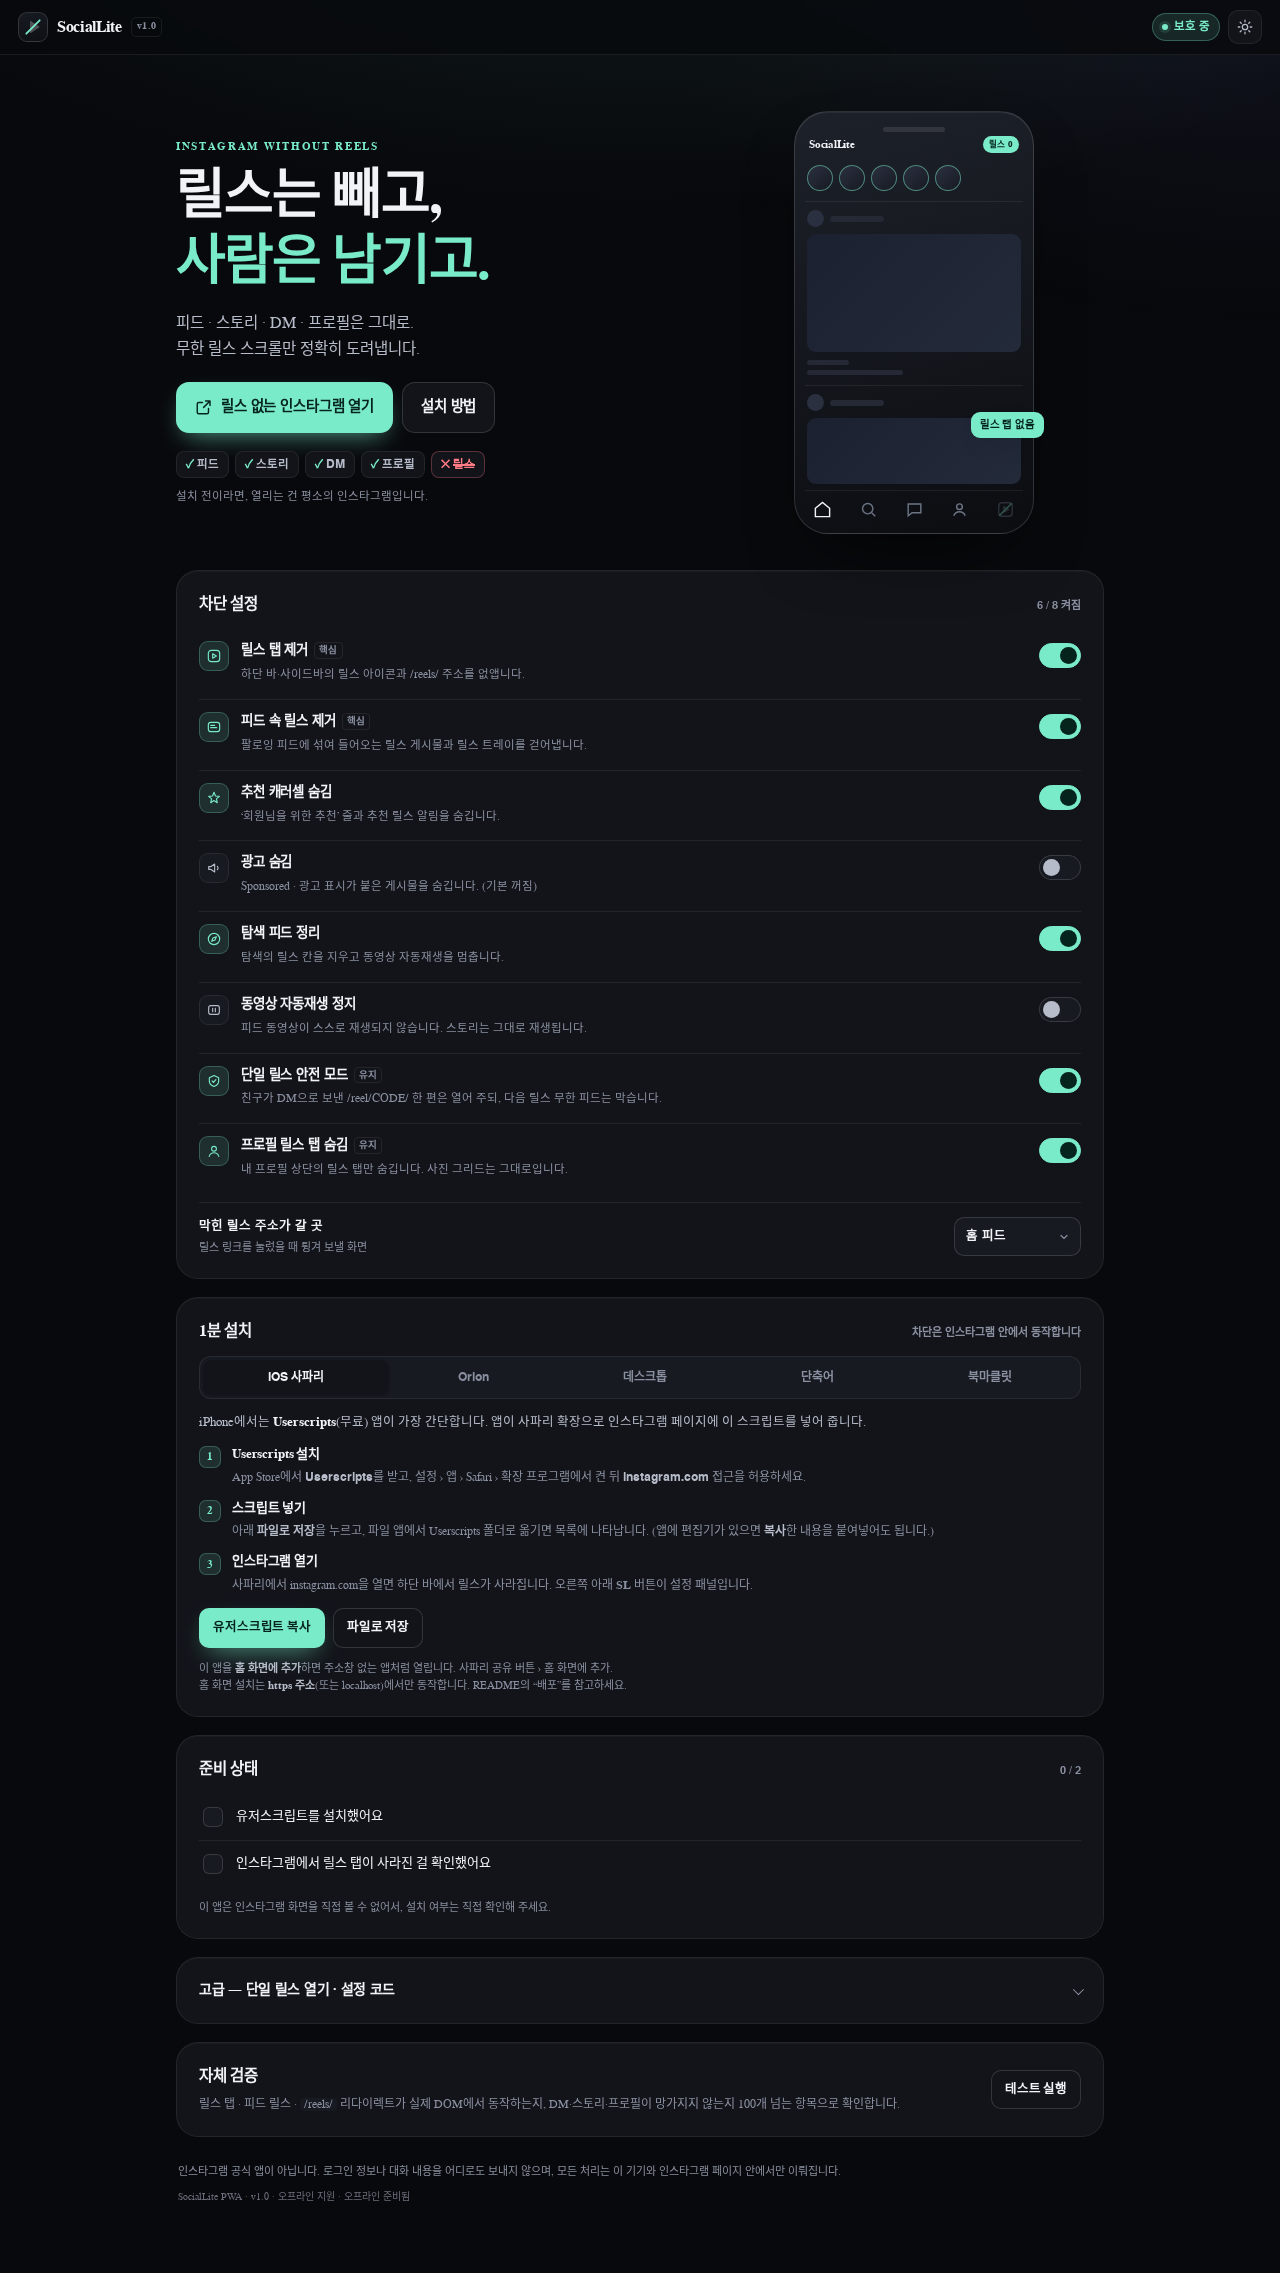 SocialLite v1.0
보호 중
INSTAGRAM WITHOUT REELS
릴스는 빼고,
사람은 남기고.
피드 · 스토리 · DM · 프로필은 그대로.
무한 릴스 스크롤만 정확히 도려냅니다.
릴스 없는 인스타그램 열기
설치 방법
✓ 피드 ✓ 스토리 ✓ DM ✓ 프로필 ✕ 릴스
설치 전이라면, 열리는 건 평소의 인스타그램입니다.
SocialLite
릴스 0
릴스 탭 없음
차단 설정
6 / 8 켜짐
릴스 탭 제거 핵심
하단 바·사이드바의 릴스 아이콘과 /reels/ 주소를 없앱니다.
피드 속 릴스 제거 핵심
팔로잉 피드에 섞여 들어오는 릴스 게시물과 릴스 트레이를 걷어냅니다.
추천 캐러셀 숨김
‘회원님을 위한 추천’ 줄과 추천 릴스 알림을 숨깁니다.
광고 숨김
Sponsored · 광고 표시가 붙은 게시물을 숨깁니다. (기본 꺼짐)
탐색 피드 정리
탐색의 릴스 칸을 지우고 동영상 자동재생을 멈춥니다.
동영상 자동재생 정지
피드 동영상이 스스로 재생되지 않습니다. 스토리는 그대로 재생됩니다.
단일 릴스 안전 모드 유지
친구가 DM으로 보낸 /reel/CODE/ 한 편은 열어 주되, 다음 릴스 무한 피드는 막습니다.
프로필 릴스 탭 숨김 유지
내 프로필 상단의 릴스 탭만 숨깁니다. 사진 그리드는 그대로입니다.
막힌 릴스 주소가 갈 곳
릴스 링크를 눌렀을 때 튕겨 보낼 화면
홈 피드
1분 설치
차단은 인스타그램 안에서 동작합니다
iOS 사파리
Orion
데스크톱
단축어
북마클릿
iPhone에서는 Userscripts(무료) 앱이 가장 간단합니다. 앱이 사파리 확장으로 인스타그램 페이지에 이 스크립트를 넣어 줍니다.
1 Userscripts 설치
App Store에서 Userscripts를 받고, 설정 › 앱 › Safari › 확장 프로그램에서 켠 뒤 instagram.com 접근을 허용하세요.
2 스크립트 넣기
아래 파일로 저장을 누르고, 파일 앱에서 Userscripts 폴더로 옮기면 목록에 나타납니다. (앱에 편집기가 있으면 복사한 내용을 붙여넣어도 됩니다.)
3 인스타그램 열기
사파리에서 instagram.com을 열면 하단 바에서 릴스가 사라집니다. 오른쪽 아래 SL 버튼이 설정 패널입니다.
유저스크립트 복사
파일로 저장
이 앱을 홈 화면에 추가하면 주소창 없는 앱처럼 열립니다. 사파리 공유 버튼 › 홈 화면에 추가.
홈 화면 설치는 https 주소(또는 localhost)에서만 동작합니다. README의 “배포”를 참고하세요.
준비 상태
0 / 2
유저스크립트를 설치했어요
인스타그램에서 릴스 탭이 사라진 걸 확인했어요
이 앱은 인스타그램 화면을 직접 볼 수 없어서, 설치 여부는 직접 확인해 주세요.
고급 — 단일 릴스 열기 · 설정 코드
자체 검증
릴스 탭 · 피드 릴스 · /reels/ 리다이렉트가 실제 DOM에서 동작하는지, DM·스토리·프로필이 망가지지 않는지 100개 넘는 항목으로 확인합니다.
테스트 실행
인스타그램 공식 앱이 아닙니다. 로그인 정보나 대화 내용을 어디로도 보내지 않으며, 모든 처리는 이 기기와 인스타그램 페이지 안에서만 이뤄집니다.
SocialLite PWA · v1.0 · 오프라인 지원 · 오프라인 준비됨